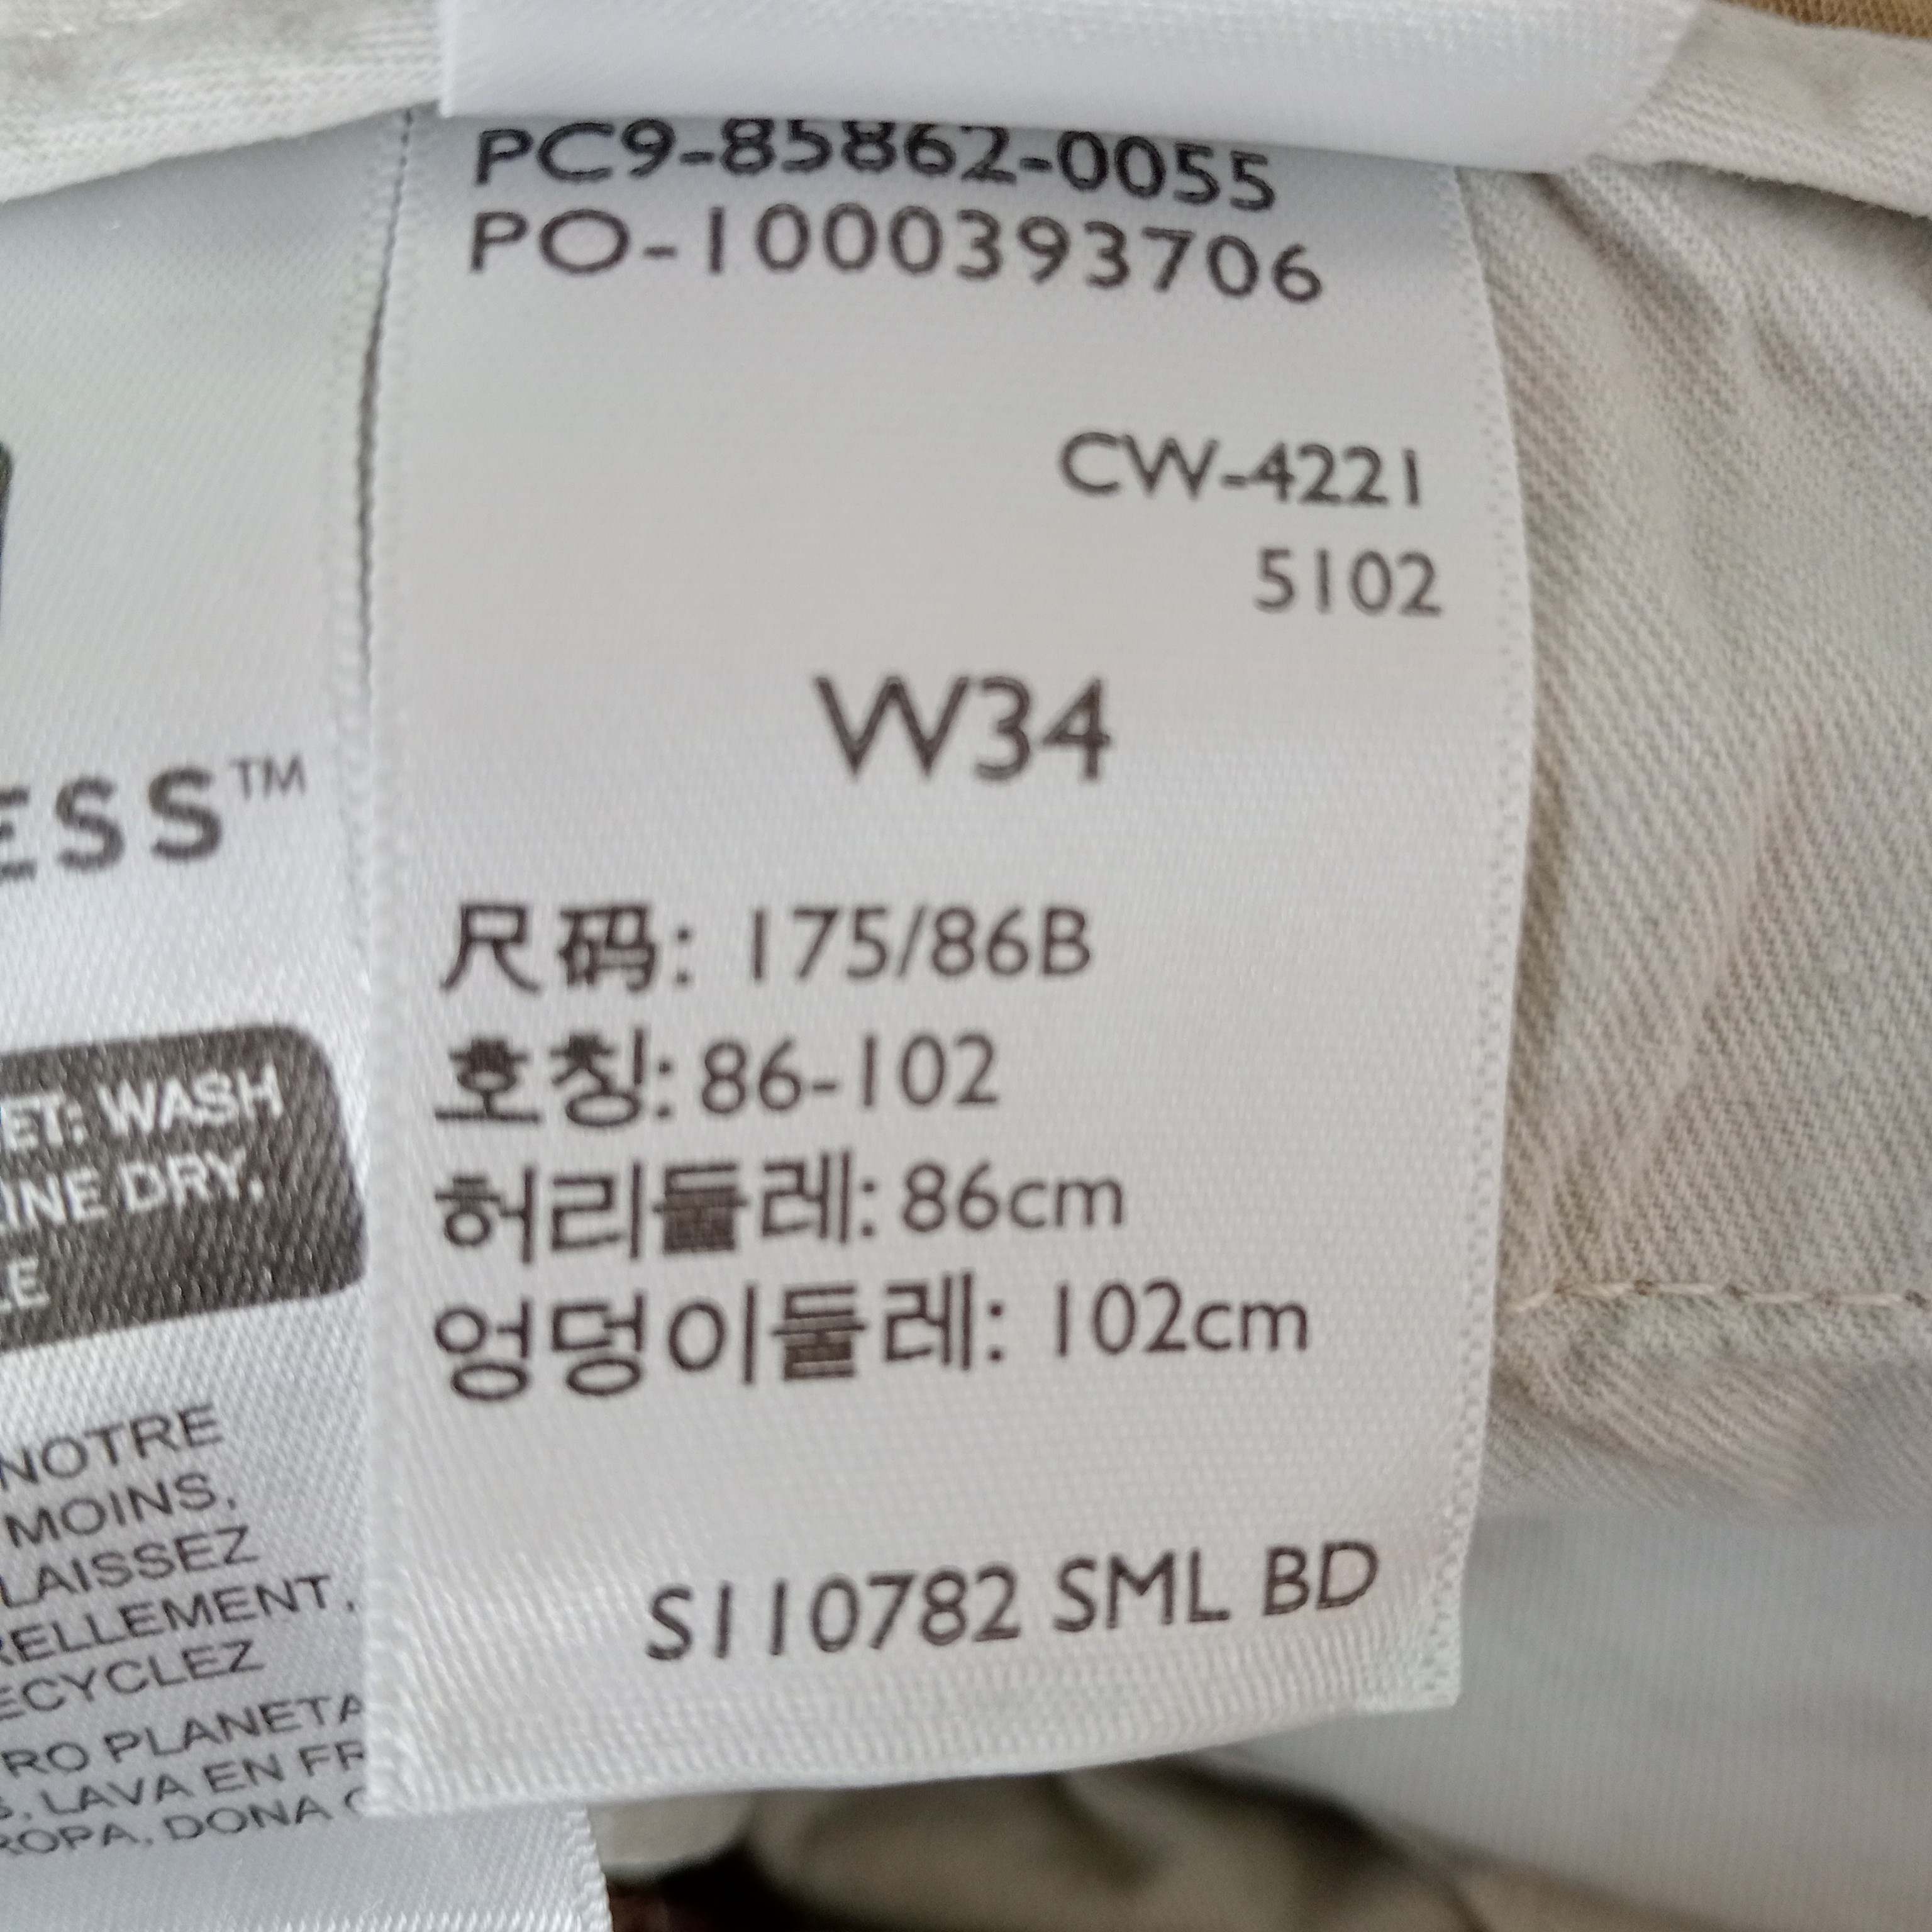 PC9-85862-0055
PO-1000393706
CW-4221
5102
W34
尺码: 175/86B
호칭: 86-102
허리둘레: 86cm
엉덩이둘레: 102cm
S110782 SML BD
ESS™
ET: WASH
INE DRY.
LE
NOTRE
MOINS,
LAISSEZ
RELLEMENT,
ECYCLEZ
RO PLANETA
S, LAVA EN FR
ROPA, DONA